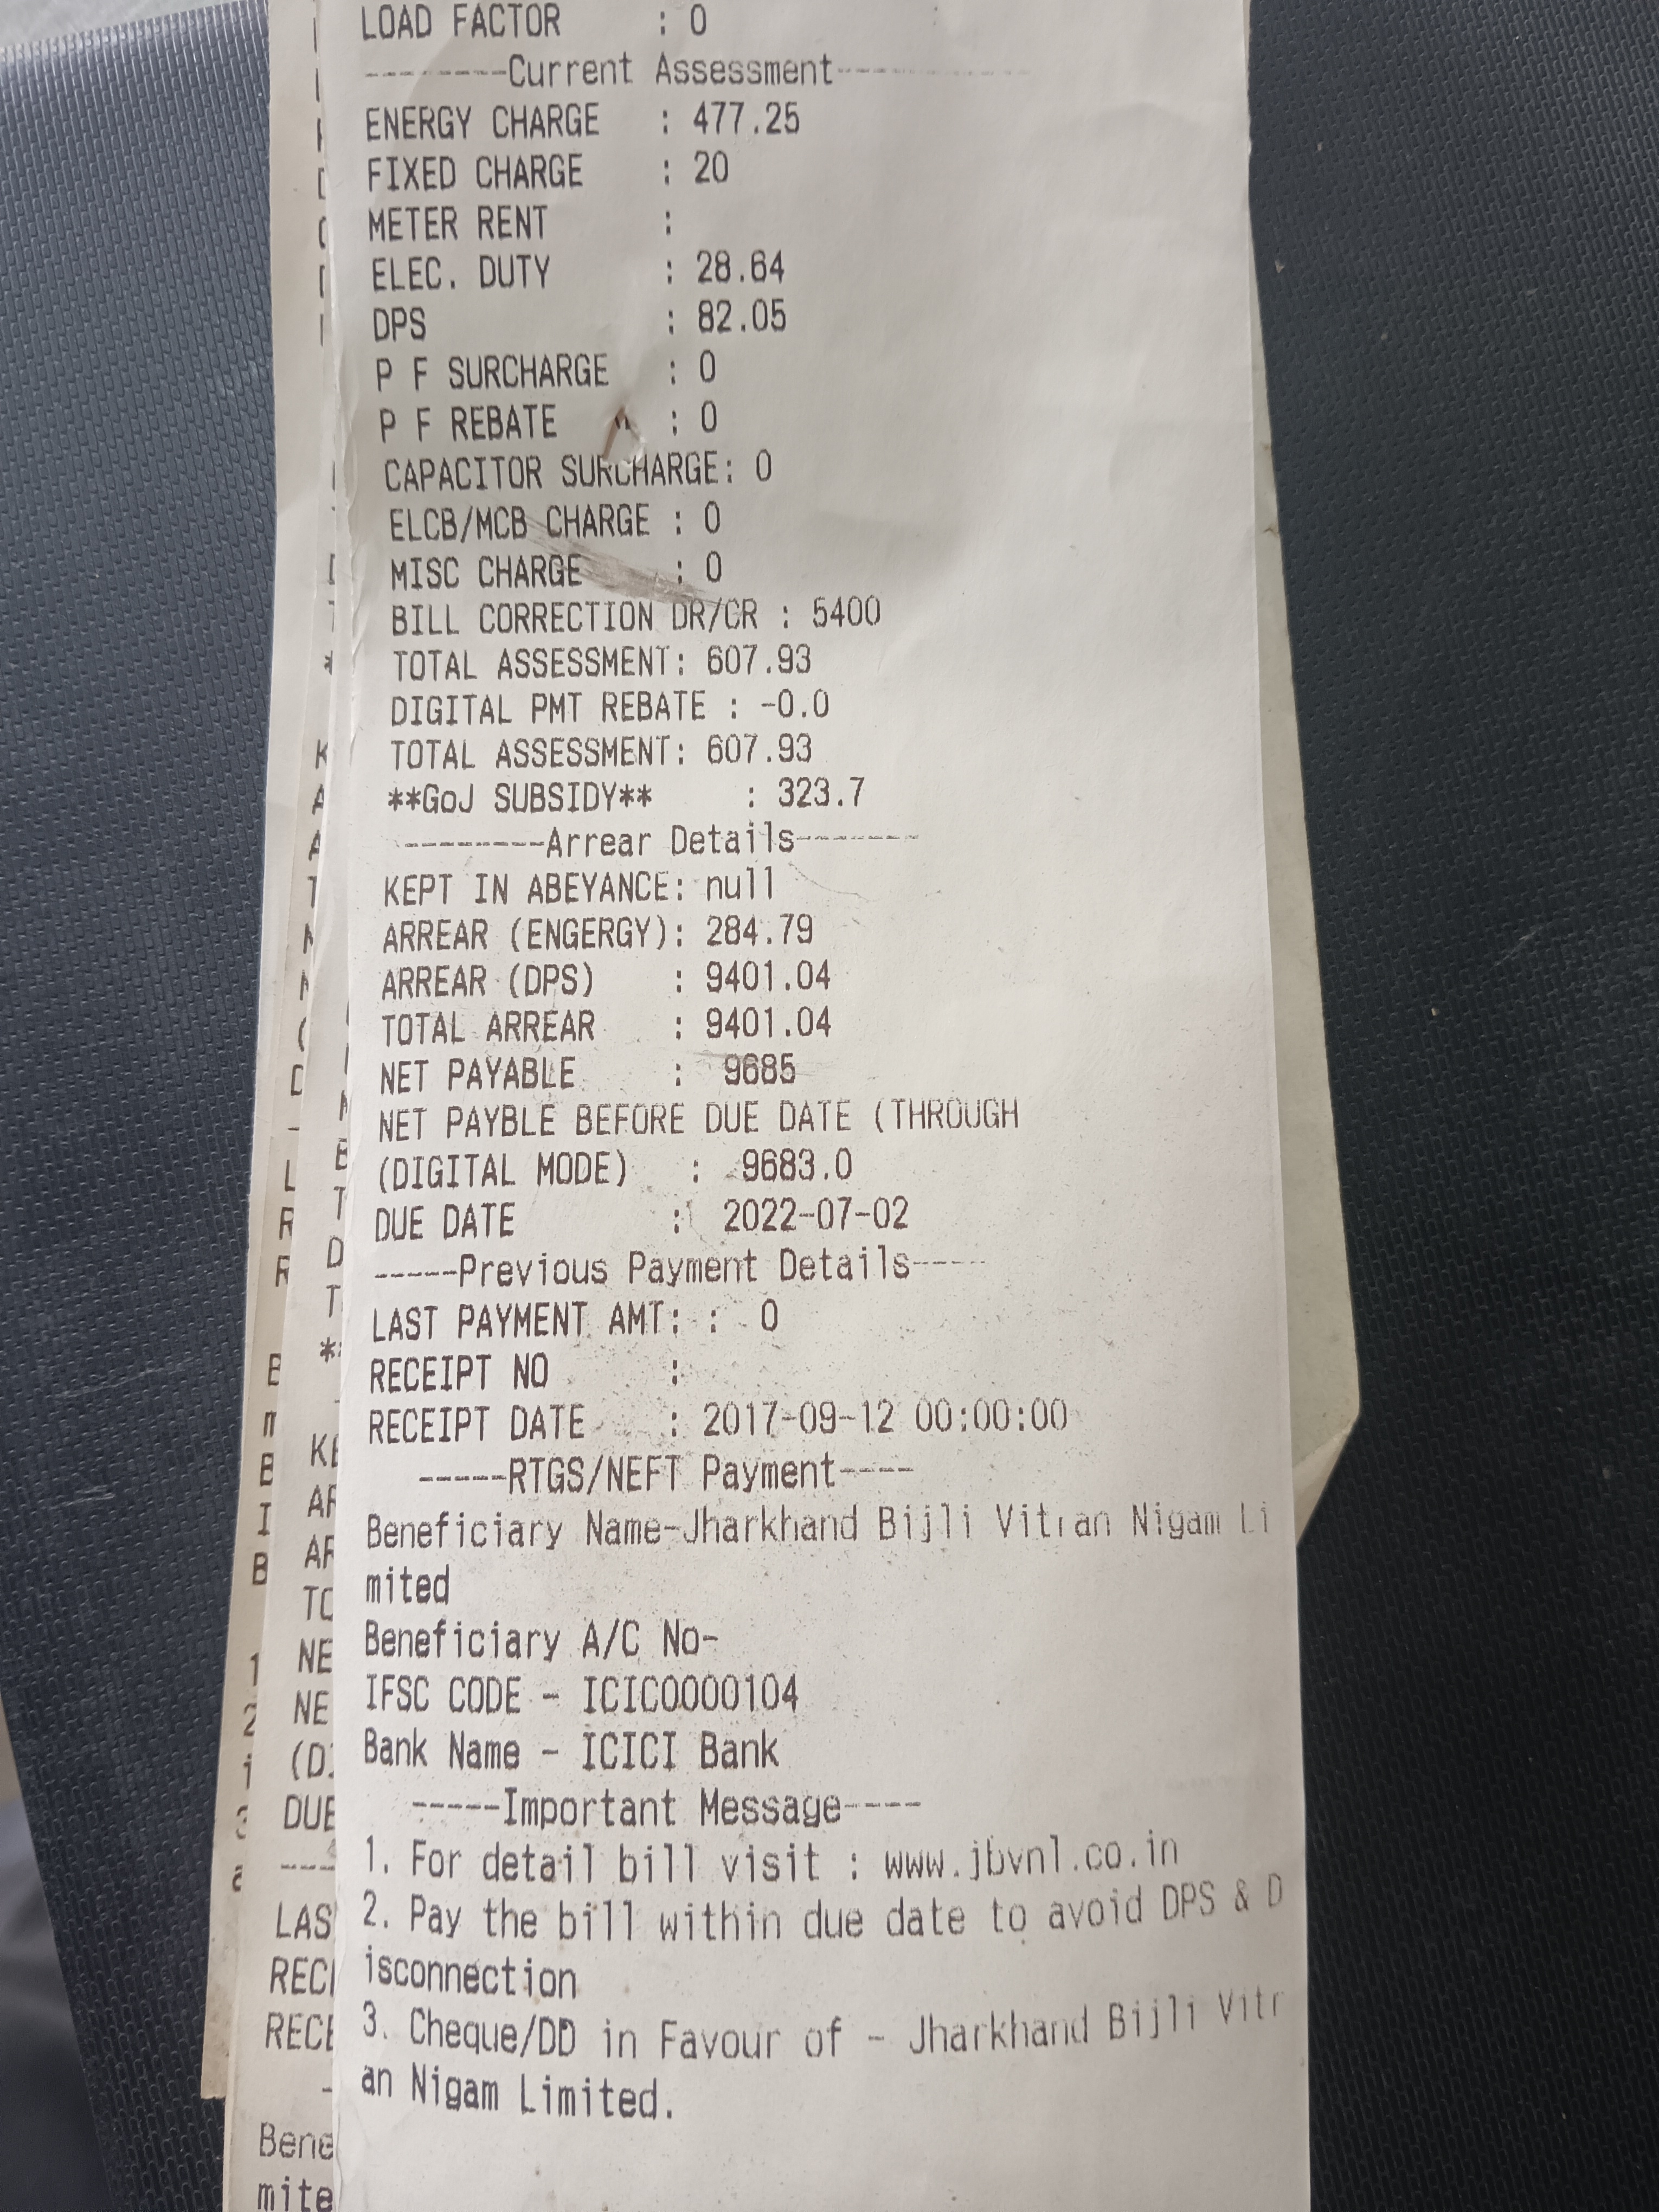 LOAD FACTOR : 0
---------Current Assessment------------
ENERGY CHARGE : 477.25
FIXED CHARGE : 20
METER RENT :
ELEC. DUTY : 28.64
DPS : 82.05
P F SURCHARGE : 0
P F REBATE : 0
CAPACITOR SURCHARGE: 0
ELCB/MCB CHARGE : 0
MISC CHARGE : 0
BILL CORRECTION DR/CR : 5400
TOTAL ASSESSMENT: 607.93
DIGITAL PMT REBATE : -0.0
TOTAL ASSESSMENT: 607.93
**GoJ SUBSIDY** : 323.7
---------Arrear Details-------
KEPT IN ABEYANCE: null
ARREAR (ENGERGY): 284.79
ARREAR (DPS) : 9401.04
TOTAL ARREAR : 9401.04
NET PAYABLE : 9685
NET PAYBLE BEFORE DUE DATE (THROUGH
(DIGITAL MODE) : 9683.0
DUE DATE : 2022-07-02
-----Previous Payment Details-----
LAST PAYMENT AMT: : 0
RECEIPT NO :
RECEIPT DATE : 2017-09-12 00:00:00
-----RTGS/NEFT Payment----
Beneficiary Name-Jharkhand Bijli Vitran Nigam Li
mited
Beneficiary A/C No-
IFSC CODE - ICIC0000104
Bank Name - ICICI Bank
-----Important Message----
1. For detail bill visit : www.jbvnl.co.in
2. Pay the bill within due date to avoid DPS & D
isconnection
3. Cheque/DD in Favour of - Jharkhand Bijli Vitr
an Nigam Limited.